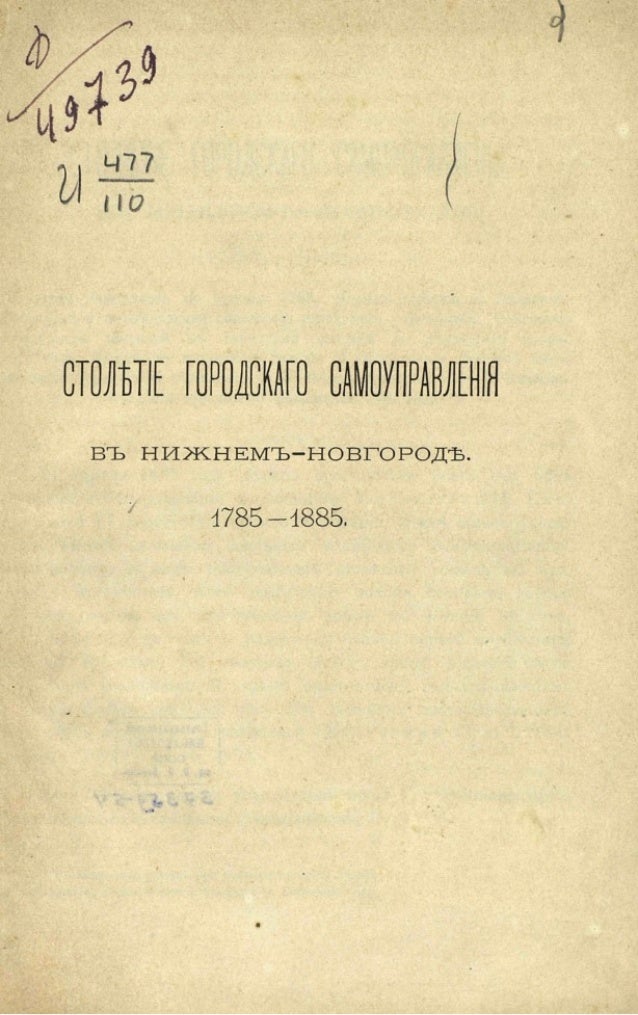 Ф
49739
И 477
110
СТОЛѢТІЕ ГОРОДСКАГО САМОУПРАВЛЕНІЯ
ВЪ НИЖНЕМЪ-НОВГОРОДѢ.
1785—1885.